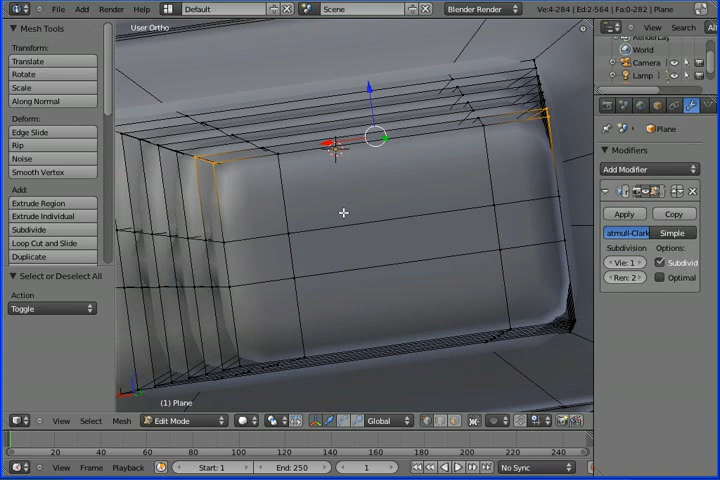 File Add Render Help Default Scene Blender Render Ve:4-284 | Ed:2-564 | Fa:0-282 | Plane
Mesh Tools
Transform:
Translate
Rotate
Scale
Along Normal
Deform:
Edge Slide
Rip
Noise
Smooth Vertex
Add:
Extrude Region
Extrude Individual
Subdivide
Loop Cut and Slide
Duplicate
Select or Deselect All
Action
Toggle
User Ortho
(1) Plane
View Search All
RenderLay
World
Camera
Lamp
Plane
Modifiers
Add Modifier
Apply Copy
atmull-Clark Simple
Subdivision Options:
Vie: 1 Subdivid
Ren: 2 Optimal
View Select Mesh Edit Mode Global
20 40 60 80 100 120 140 160 180 200 220 240
View Frame Playback Start: 1 End: 250 1 No Sync